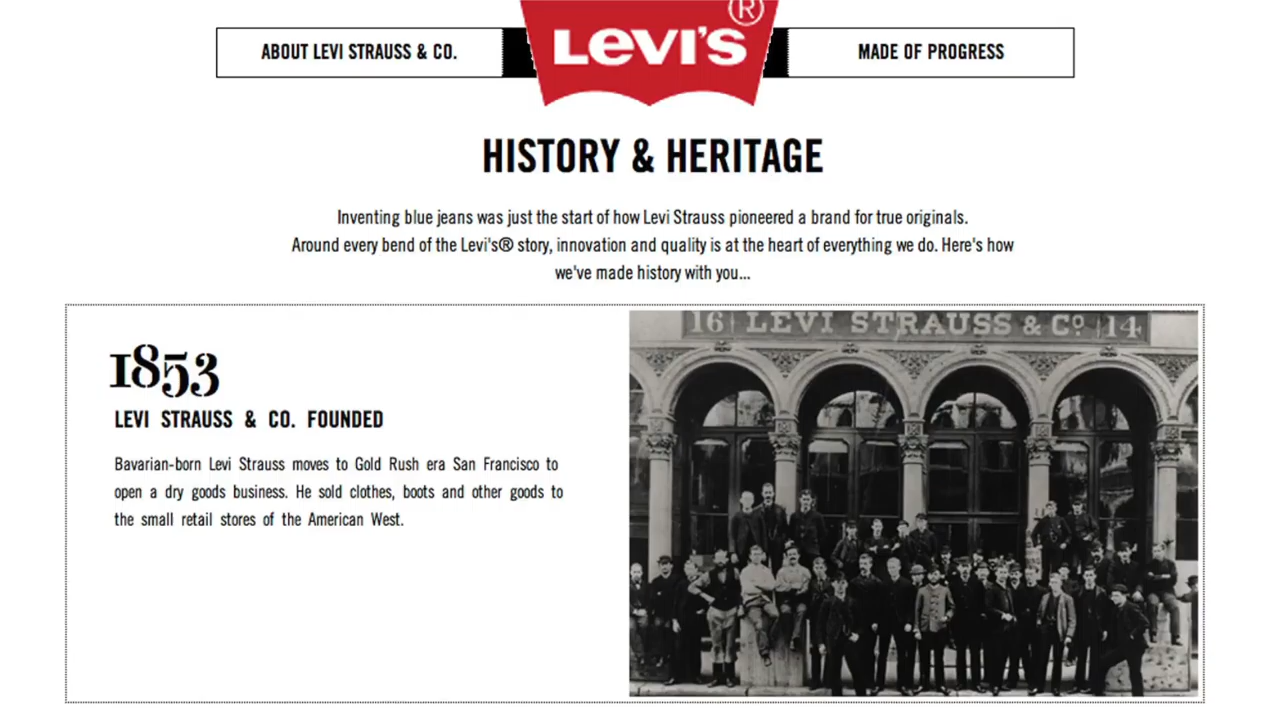 ABOUT LEVI STRAUSS & CO.
LEVI'S®
MADE OF PROGRESS
HISTORY & HERITAGE
Inventing blue jeans was just the start of how Levi Strauss pioneered a brand for true originals.
Around every bend of the Levi's® story, innovation and quality is at the heart of everything we do. Here's how
we've made history with you...
1853
LEVI STRAUSS & CO. FOUNDED
Bavarian-born Levi Strauss moves to Gold Rush era San Francisco to
open a dry goods business. He sold clothes, boots and other goods to
the small retail stores of the American West.
16 LEVI STRAUSS & Co 14